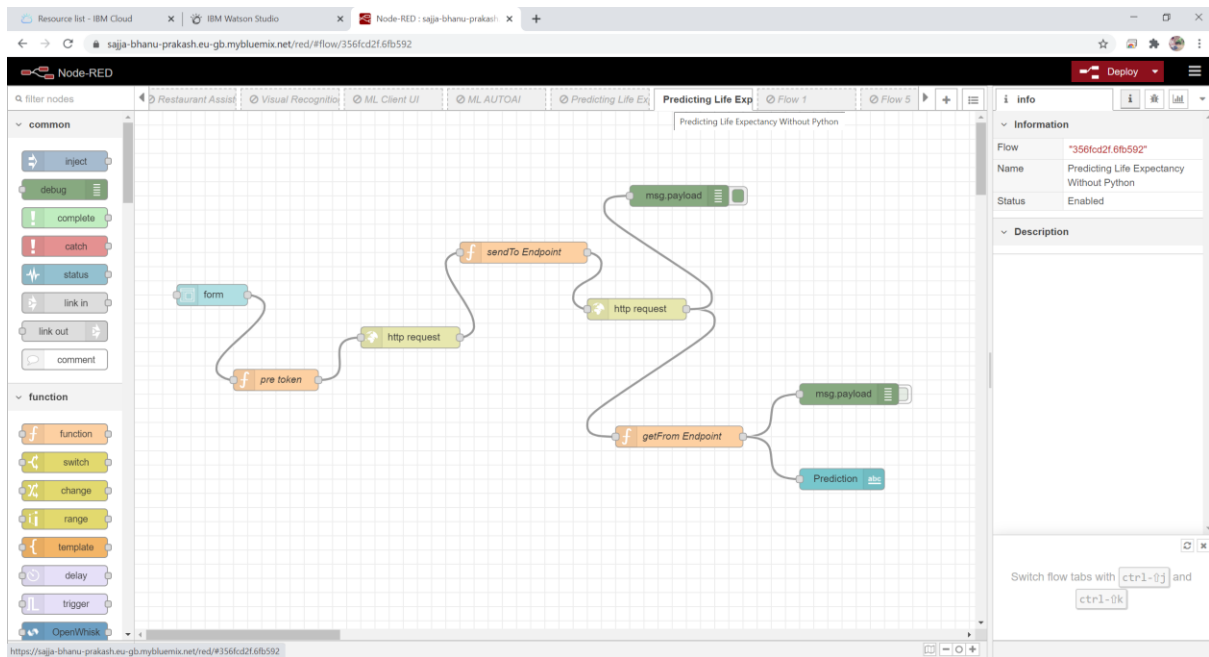 Resource list - IBM Cloud
IBM Watson Studio
Node-RED : sajja-bhanu-prakash
sajja-bhanu-prakash.eu-gb.mybluemix.net/red/#flow/356fcd2f.6fb592
Node-RED
Deploy
filter nodes
Restaurant Assist
Visual Recognitio
ML Client UI
ML AUTOAI
Predicting Life Ex
Predicting Life Exp
Flow 1
Flow 5
info
Predicting Life Expectancy Without Python
common
inject
debug
complete
catch
status
link in
link out
comment
function
function
switch
change
range
template
delay
trigger
OpenWhisk
form
pre token
http request
sendTo Endpoint
http request
msg.payload
getFrom Endpoint
msg.payload
Prediction
abc
Information
Flow "356fcd2f.6fb592"
Name Predicting Life Expectancy
Without Python
Status Enabled
Description
Switch flow tabs with ctrl-⇧j and
ctrl-⇧k
https://sajja-bhanu-prakash.eu-gb.mybluemix.net/red/#356fcd2f.6fb592